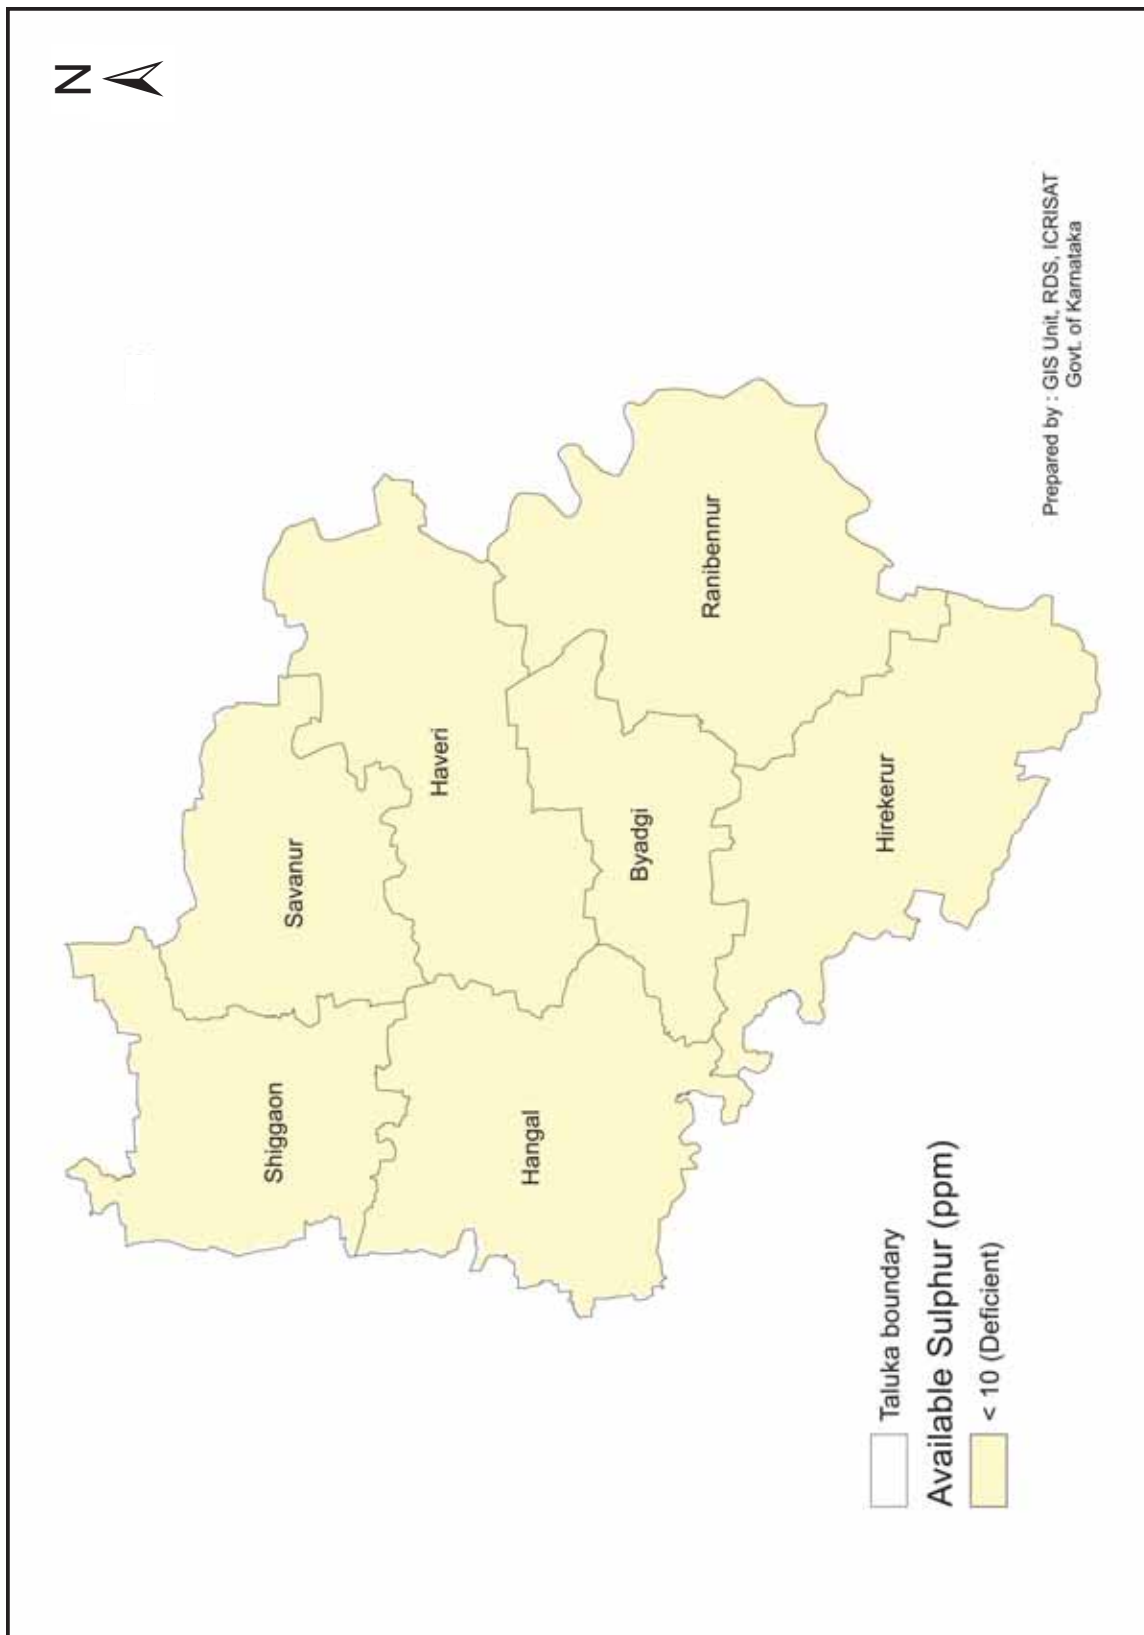 N
Shiggaon
Savanur
Haveri
Hangal
Byadgi
Ranibennur
Hirekerur
Taluka boundary
Available Sulphur (ppm)
< 10 (Deficient)
Prepared by : GIS Unit, RDS, ICRISAT
Govt. of Karnataka